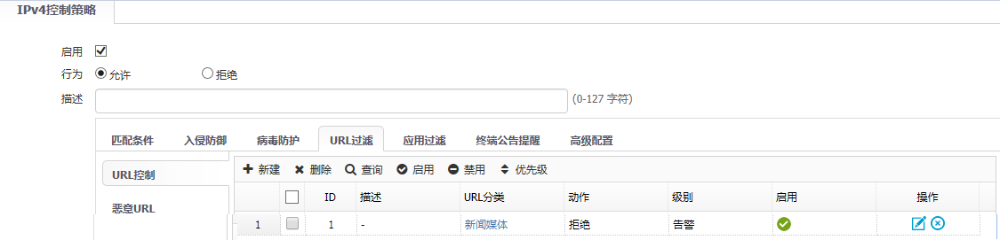 IPv4控制策略
启用
行为 允许 拒绝
描述 (0-127 字符)
匹配条件 入侵防御 病毒防护 URL过滤 应用过滤 终端公告提醒 高级配置
URL控制
恶意URL
新建 删除 查询 启用 禁用 优先级
ID 描述 URL分类 动作 级别 启用 操作
1 1 - 新闻媒体 拒绝 告警